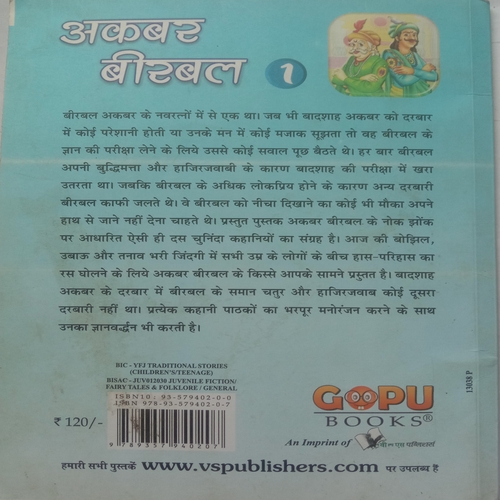 अकबर
बीरबल 1
बीरबल अकबर के नवरत्नों में से एक था। जब भी बादशाह अकबर को दरबार
में कोई परेशानी होती या उनके मन में कोई मजाक सूझता तो वह बीरबल के
ज्ञान की परीक्षा लेने के लिये उससे कोई सवाल पूछ बैठते थे। हर बार बीरबल
अपनी बुद्धिमत्ता और हाजिरजवाबी के कारण बादशाह की परीक्षा में खरा
उतरता था। जबकि बीरबल के अधिक लोकप्रिय होने के कारण अन्य दरबारी
बीरबल काफी जलते थे। वे बीरबल को नीचा दिखाने का कोई भी मौका अपने
हाथ से जाने नहीं देना चाहते थे। प्रस्तुत पुस्तक अकबर बीरबल के नोक झोंक
पर आधारित ऐसी ही दस चुनिंदा कहानियों का संग्रह है। आज की बोझिल,
उबाऊ और तनाव भरी जिंदगी में सभी उम्र के लोगों के बीच हास-परिहास का
रस घोलने के लिये अकबर बीरबल के किस्से आपके सामने प्रस्तुत है। बादशाह
अकबर के दरबार में बीरबल के समान चतुर और हाजिरजवाब कोई दूसरा
दरबारी नहीं था। प्रत्येक कहानी पाठकों का भरपूर मनोरंजन करने के साथ
उनका ज्ञानवर्द्धन भी करती है।
BIC - YFJ TRADITIONAL STORIES
(CHILDREN'S/TEENAGE)
BISAC - JUV012030 JUVENILE FICTION/
FAIRY TALES & FOLKLORE / GENERAL
ISBN10: 93-579402-0-0
ISBN 978-93-579402-0-7
₹ 120/-
9 789357 940207
GOPU
BOOKS®
An Imprint of
वी एण्ड एस पब्लिशर्स
13038 P
हमारी सभी पुस्तकें www.vspublishers.com पर उपलब्ध है